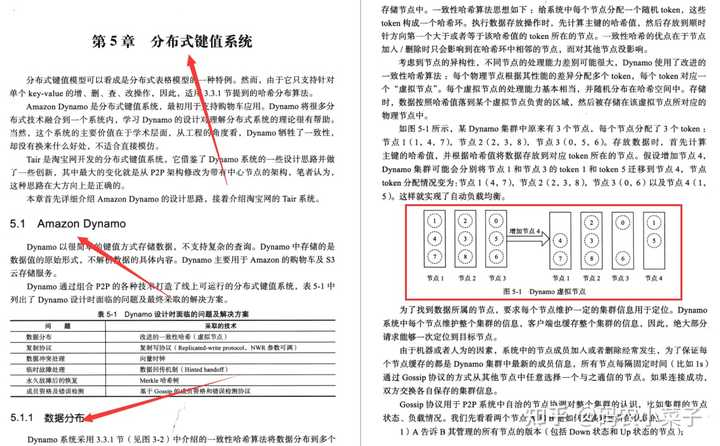 第 5 章 分布式键值系统
分布式键值模型可以看成是分布式表格模型的一种特例。然而，由于它只支持针对
单个 key-value 的增、删、查、改操作，因此，适用 3.3.1 节提到的哈希分布算法。
Amazon Dynamo 是分布式键值系统，最初用于支持购物车应用。Dynamo 将很多分
布式技术融合到一个系统内，学习 Dynamo 的设计对理解分布式系统的理论很有帮助。
当然，这个系统的主要价值在于学术层面，从工程的角度看，Dynamo 牺牲了一致性，
却没有换来什么好处，不适合直接模仿。
Tair 是淘宝网开发的分布式键值系统，它借鉴了 Dynamo 系统的一些设计思路并做
了一些创新，其中最大的变化就是从 P2P 架构修改为带有中心节点的架构，笔者认为，
这种思路在大方向上是正确的。
本章首先详细介绍 Amazon Dynamo 的设计思路，接着介绍淘宝网的 Tair 系统。
5.1 Amazon Dynamo
Dynamo 以很简单的键值方式存储数据，不支持复杂的查询。Dynamo 中存储的是
数据值的原始形式，不解析数据的具体内容。Dynamo 主要用于 Amazon 的购物车及 S3
云存储服务。
Dynamo 通过组合 P2P 的各种技术打造了线上可运行的分布式键值系统，表 5-1 中
列出了 Dynamo 设计时面临的问题及最终采取的解决方案。
表 5-1 Dynamo 设计时面临的问题及解决方案
问 题 采取的技术
数据分布 改进的一致性哈希（虚拟节点）
复制协议 复制写协议（Replicated-write protocol，NWR 参数可调）
数据冲突处理 向量时钟
临时故障处理 数据回传机制（Hinted handoff）
永久故障后的恢复 Merkle 哈希树
成员资格及错误检测 基于 Gossip 的成员资格和错误检测协议
5.1.1 数据分布
Dynamo 系统采用 3.3.1 节（见图 3-2）中介绍的一致性哈希算法将数据分布到多个
存储节点中。一致性哈希算法思想如下：给系统中每个节点分配一个随机 token，这些
token 构成一个哈希环。执行数据存放操作时，先计算主键的哈希值，然后存放到顺时
针方向第一个大于或者等于该哈希值的 token 所在的节点。一致性哈希的优点在于节点
加入 / 删除时只会影响到在哈希环中相邻的节点，而对其他节点没影响。
考虑到节点的异构性，不同节点的处理能力差别可能很大，Dynamo 使用了改进的
一致性哈希算法：每个物理节点根据其性能的差异分配多个 token，每个 token 对应一
个“虚拟节点”。每个虚拟节点的处理能力基本相当，并随机分布在哈希空间中。存储
时，数据按照哈希值落到某个虚拟节点负责的区域，然后被存储在该虚拟节点所对应的
物理节点中。
如图 5-1 所示，某 Dynamo 集群中原来有 3 个节点，每个节点分配了 3 个 token：
节点 1（1, 4, 7），节点 2（2, 3, 8），节点 3（0, 5, 6）。存放数据时，首先计算
主键的哈希值，并根据哈希值将数据存放到对应 token 所在的节点。假设增加节点 4，
Dynamo 集群可能会分别将节点 1 和节点 3 的 token 1 和 token 5 迁移到节点 4，节点
token 分配情况变为：节点 1（4, 7），节点 2（2, 3, 8），节点 3（0, 6）以及节点 4（1,
5）。这样就实现了自动负载均衡。
1 2 0 2 0 1
4 3 5 增加节点 4 4 3 5
7 8 6 7 8 6
节点 1 节点 2 节点 3 节点 1 节点 2 节点 3 节点 4
图 5-1 Dynamo 虚拟节点
为了找到数据所属的节点，要求每个节点维护一定的集群信息用于定位。Dynamo
系统中每个节点维护整个集群的信息，客户端也缓存整个集群的信息，因此，绝大部分
请求能够一次定位到目标节点。
由于机器或者人为的因素，系统中的节点成员加入或者删除经常发生，为了保证每
个节点缓存的都是 Dynamo 集群中最新的成员信息，所有节点每隔固定时间（比如 1s）
通过 Gossip 协议的方式从其他节点中任意选择一个与之通信的节点。如果连接成功，
双方交换各自保存的集群信息。
Gossip 协议用于 P2P 系统中自治的节点协调对整个集群的认识，比如集群的节点
状态、负载情况。我们先看看两个节点 A 和 B 是如何交换
1）A 告诉 B 其管理的所有节点的版本（包括 Down 状态和 Up 状态的节点）；
知乎